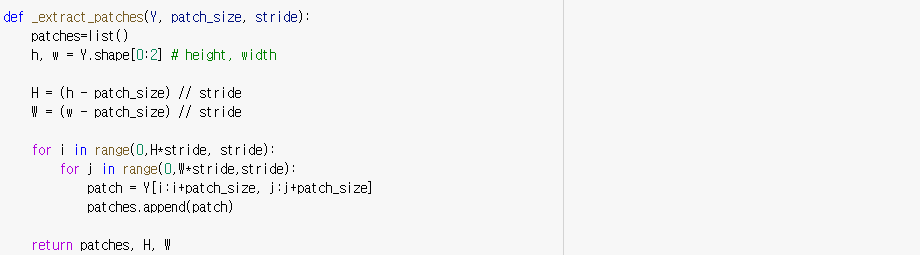 def _extract_patches(Y, patch_size, stride):
    patches=list()
    h, w = Y.shape[0:2] # height, width

    H = (h - patch_size) // stride
    W = (w - patch_size) // stride

    for i in range(0,H*stride, stride):
        for j in range(0,W*stride,stride):
            patch = Y[i:i+patch_size, j:j+patch_size]
            patches.append(patch)

    return patches, H, W